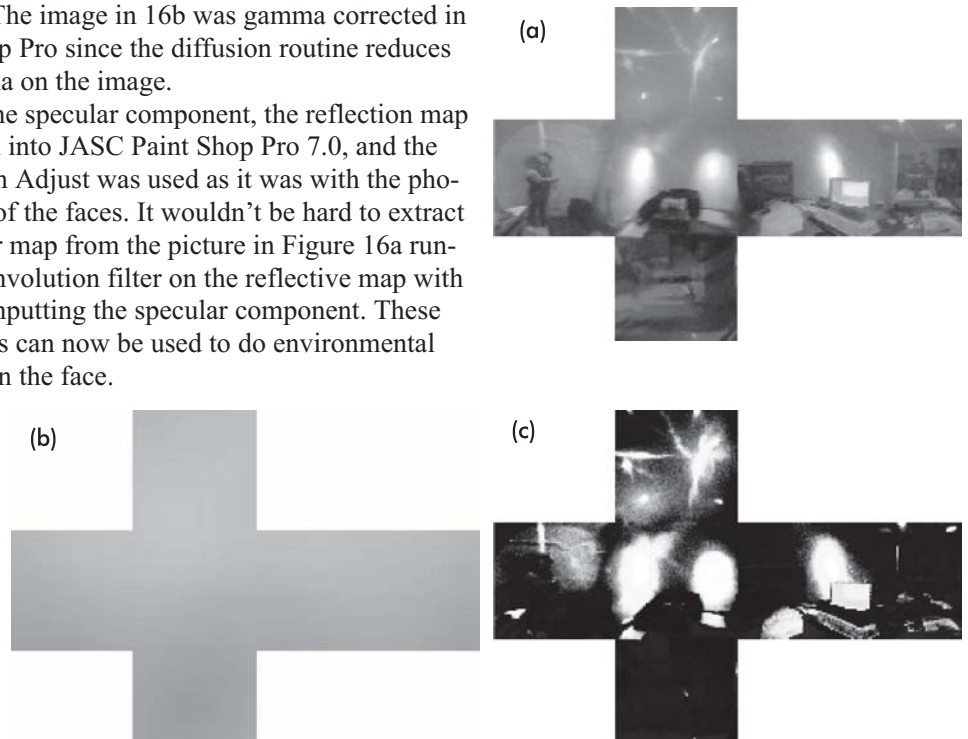 The image in 16b was gamma corrected in
p Pro since the diffusion routine reduces
a on the image.
he specular component, the reflection map
into JASC Paint Shop Pro 7.0, and the
n Adjust was used as it was with the pho-
of the faces. It wouldn’t be hard to extract
r map from the picture in Figure 16a run-
nvolution filter on the reflective map with
nputting the specular component. These
s can now be used to do environmental
n the face.
(a)
(b)
(c)